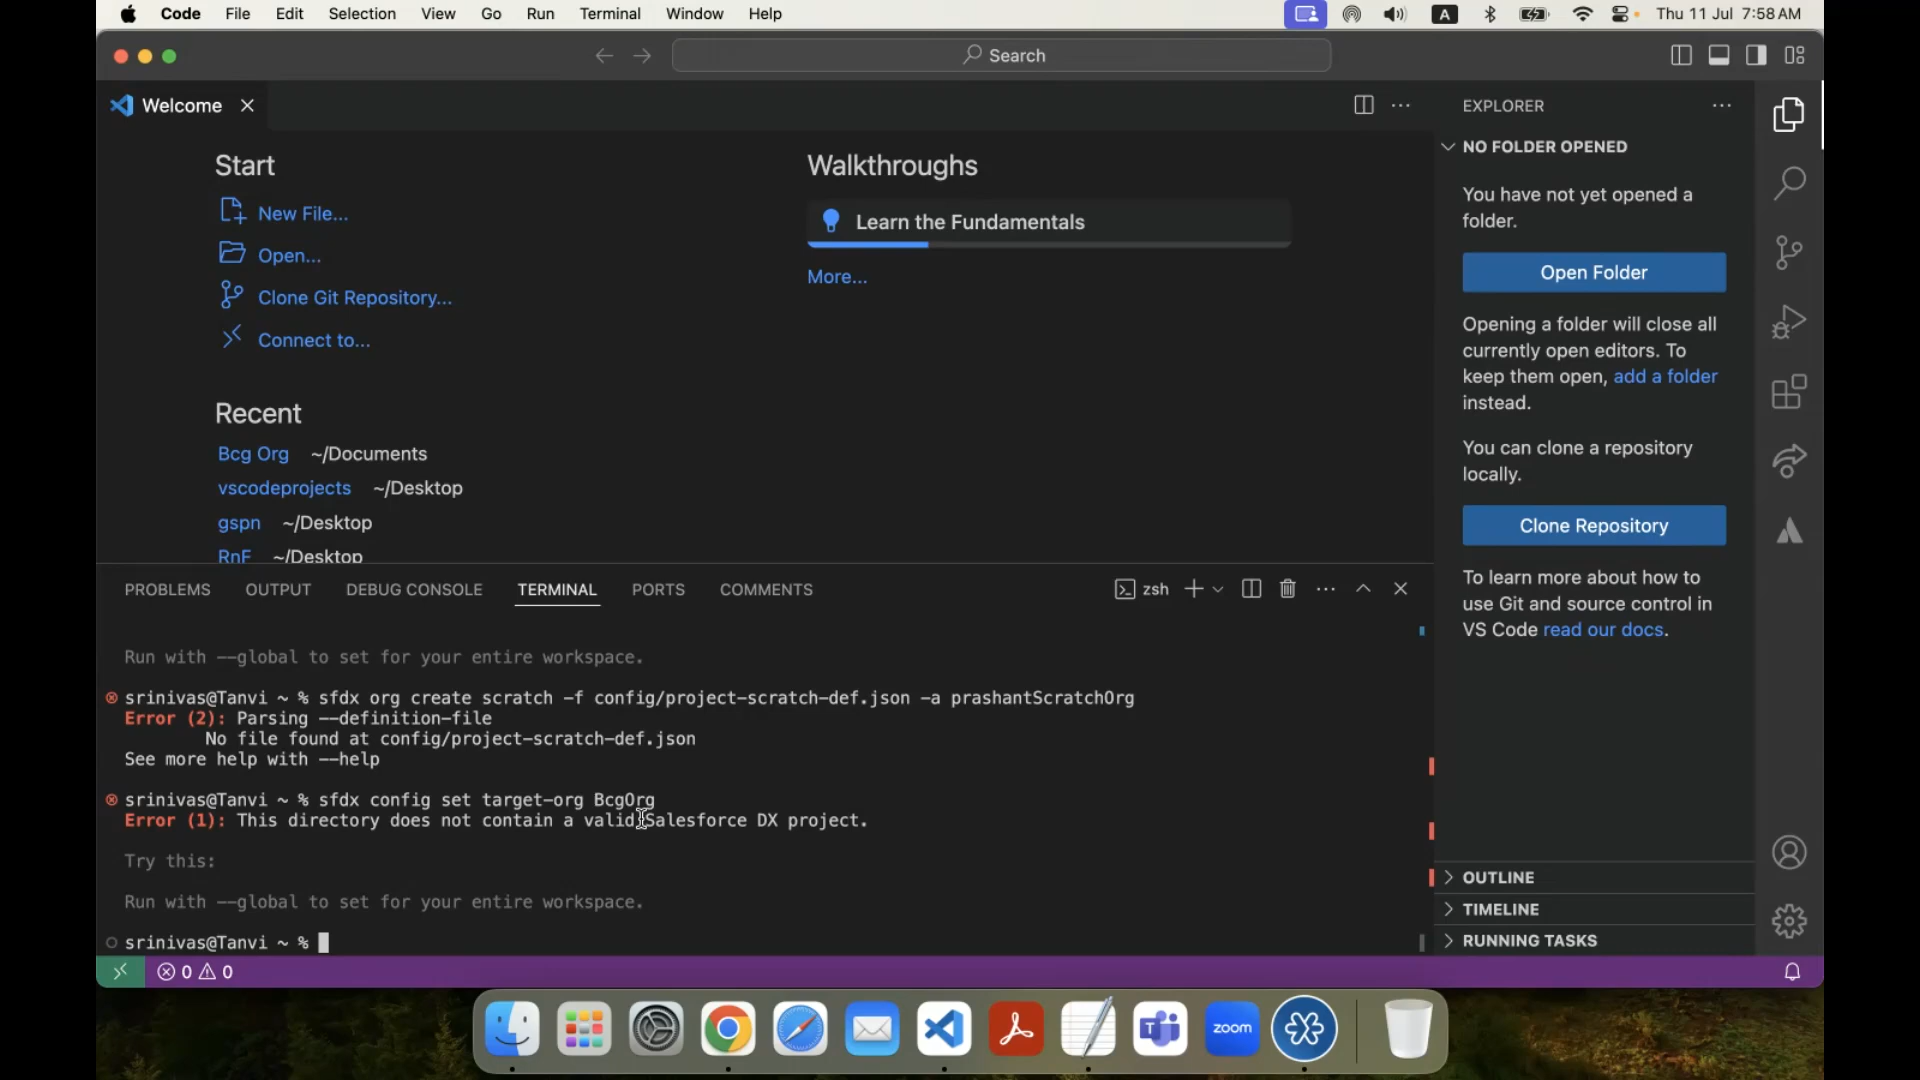 Code File Edit Selection View Go Run Terminal Window Help
A
Thu 11 Jul 7:58 AM
Search
Welcome
Start
New File...
Open...
Clone Git Repository...
Connect to...
Recent
Bcg Org ~/Documents
vscodeprojects ~/Desktop
gspn ~/Desktop
RnF ~/Desktop
Walkthroughs
Learn the Fundamentals
More...
EXPLORER
NO FOLDER OPENED
You have not yet opened a
folder.
Open Folder
Opening a folder will close all
currently open editors. To
keep them open, add a folder
instead.
You can clone a repository
locally.
Clone Repository
To learn more about how to
use Git and source control in
VS Code read our docs.
OUTLINE
TIMELINE
RUNNING TASKS
PROBLEMS OUTPUT DEBUG CONSOLE TERMINAL PORTS COMMENTS
zsh
Run with --global to set for your entire workspace.
srinivas@Tanvi ~ % sfdx org create scratch -f config/project-scratch-def.json -a prashantScratchOrg
Error (2): Parsing --definition-file
No file found at config/project-scratch-def.json
See more help with --help
srinivas@Tanvi ~ % sfdx config set target-org BcgOrg
Error (1): This directory does not contain a valid Salesforce DX project.
Try this:
Run with --global to set for your entire workspace.
srinivas@Tanvi ~ %
0 0
zoom